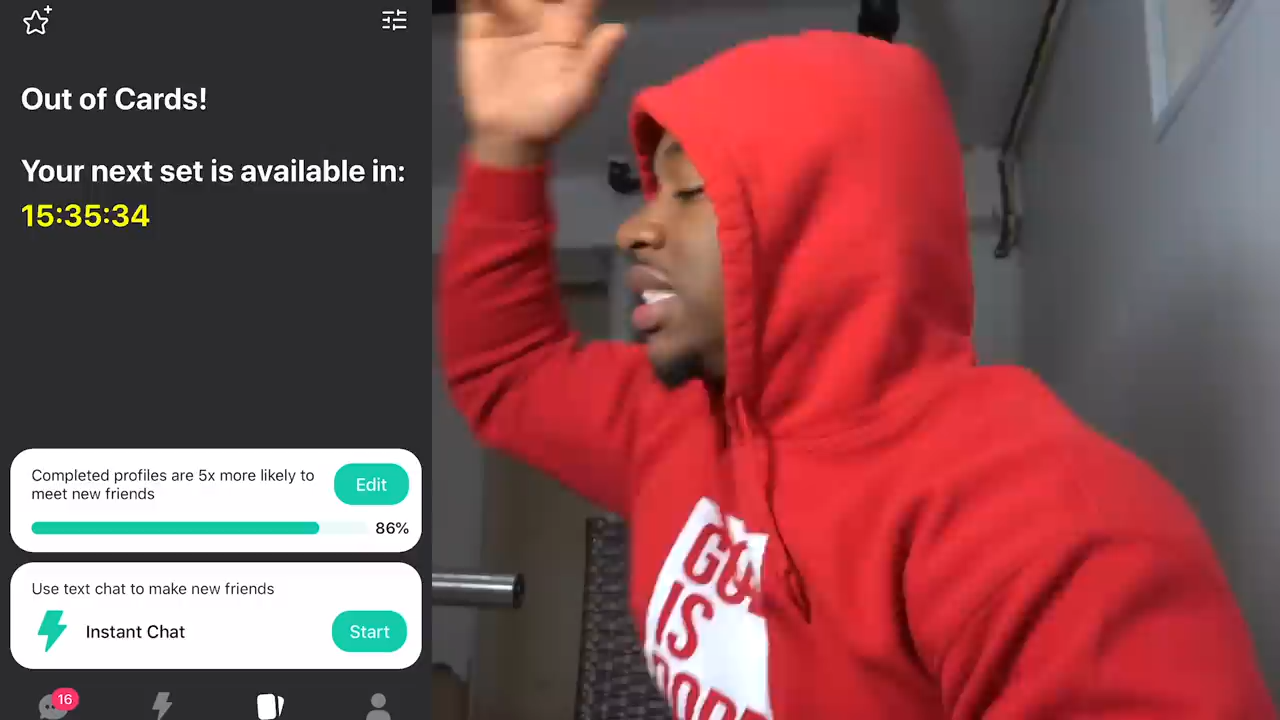 Out of Cards!
Your next set is available in:
15:35:34
Completed profiles are 5x more likely to
meet new friends
Edit
86%
Use text chat to make new friends
Instant Chat
Start
16
IS